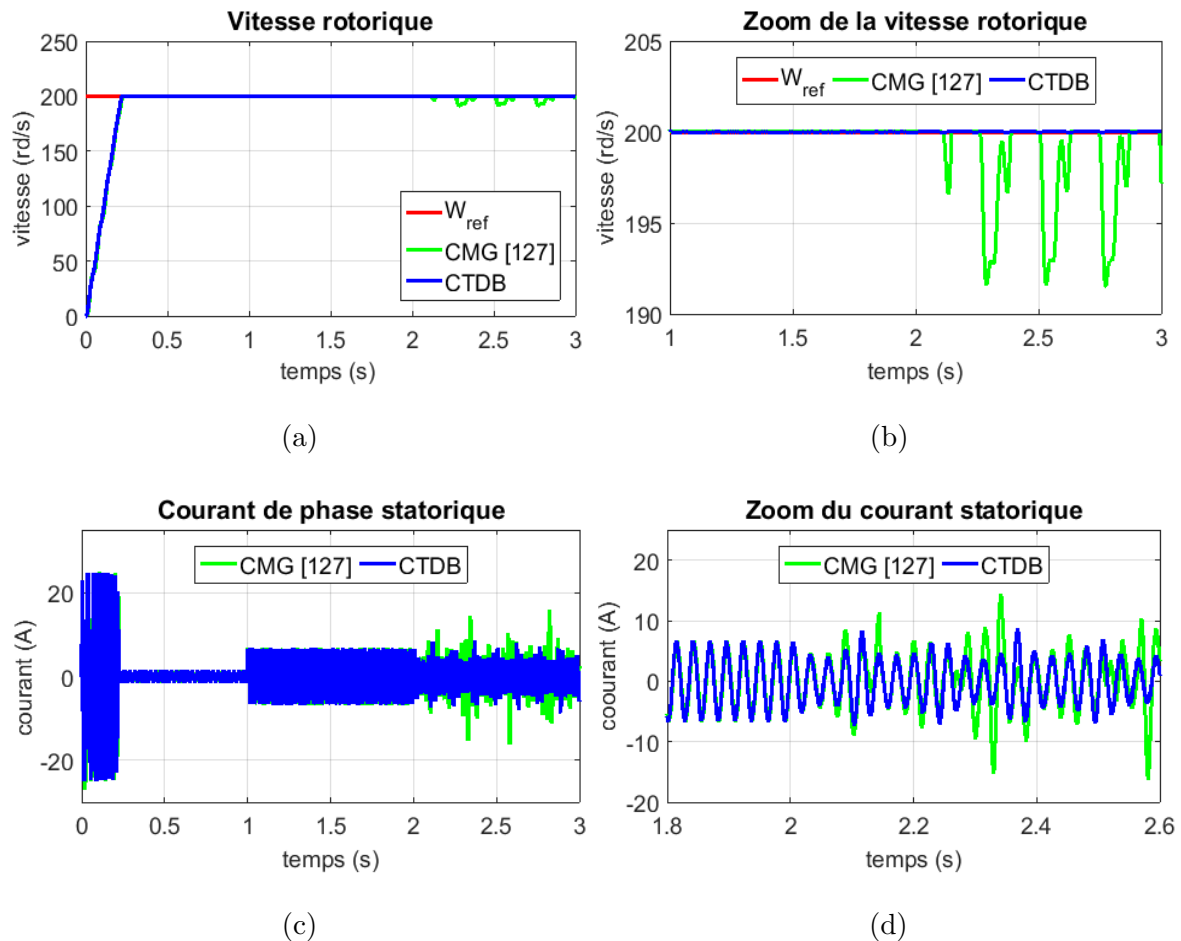 Vitesse rotorique
250
200
150
100
50
0
vitesse (rd/s)
W_ref
CMG [127]
CTDB
0 0.5 1 1.5 2 2.5 3
temps (s)
(a)
Zoom de la vitesse rotorique
205
200
195
190
vitesse (rd/s)
W_ref CMG [127] CTDB
1 1.5 2 2.5 3
temps (s)
(b)
Courant de phase statorique
20
0
-20
courant (A)
CMG [127] CTDB
0 0.5 1 1.5 2 2.5 3
temps (s)
(c)
Zoom du courant statorique
20
10
0
-10
-20
coorant (A)
CMG [127] CTDB
1.8 2 2.2 2.4 2.6
temps (s)
(d)